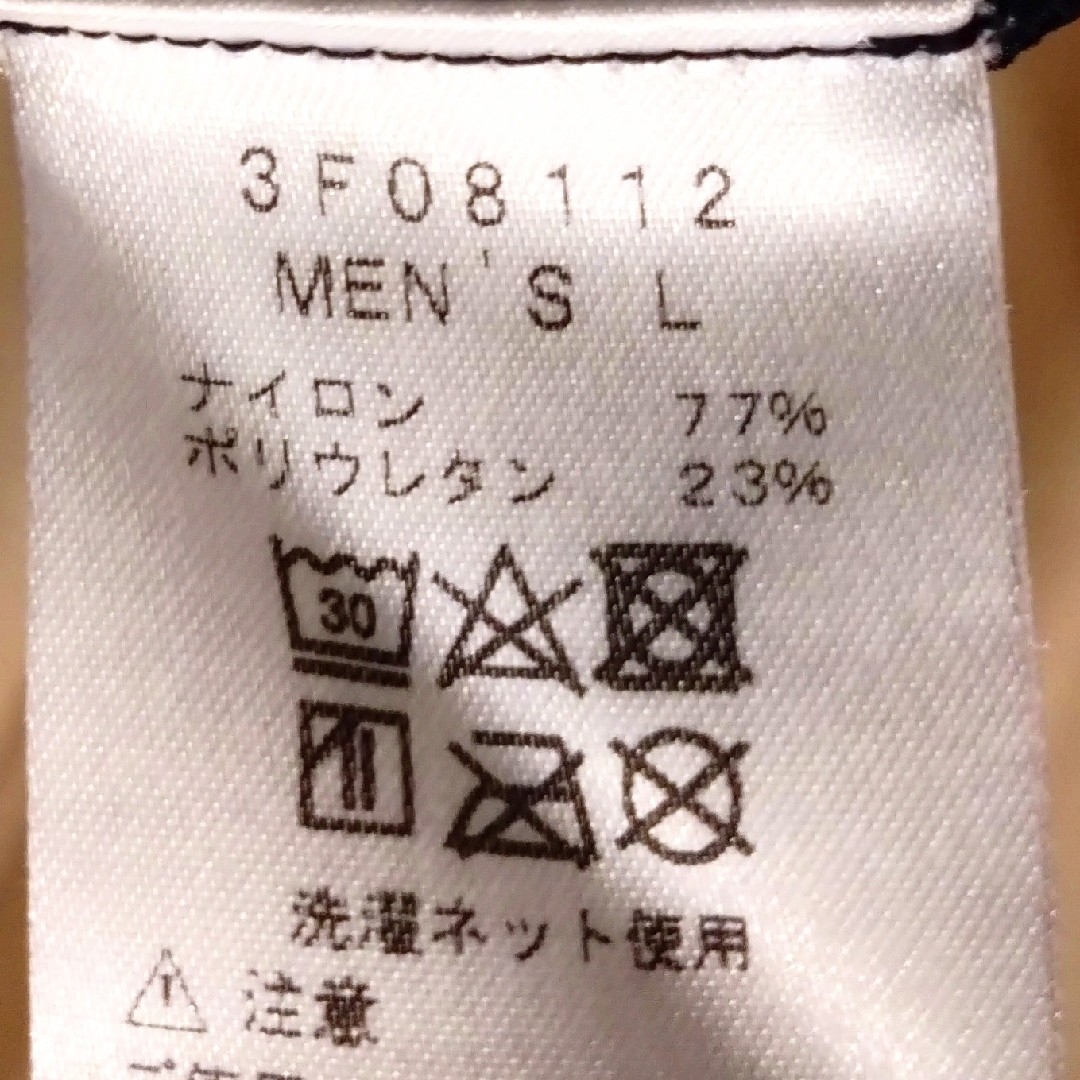 3F08112
MEN'S L
ナイロン 77%
ポリウレタン 23%
30
洗濯ネット使用
注意